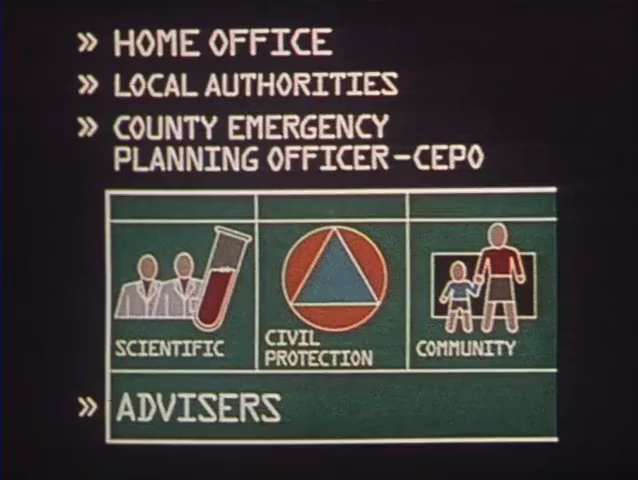 » HOME OFFICE
» LOCAL AUTHORITIES
» COUNTY EMERGENCY
PLANNING OFFICER-CEPO
SCIENTIFIC
CIVIL
PROTECTION
COMMUNITY
» ADVISERS